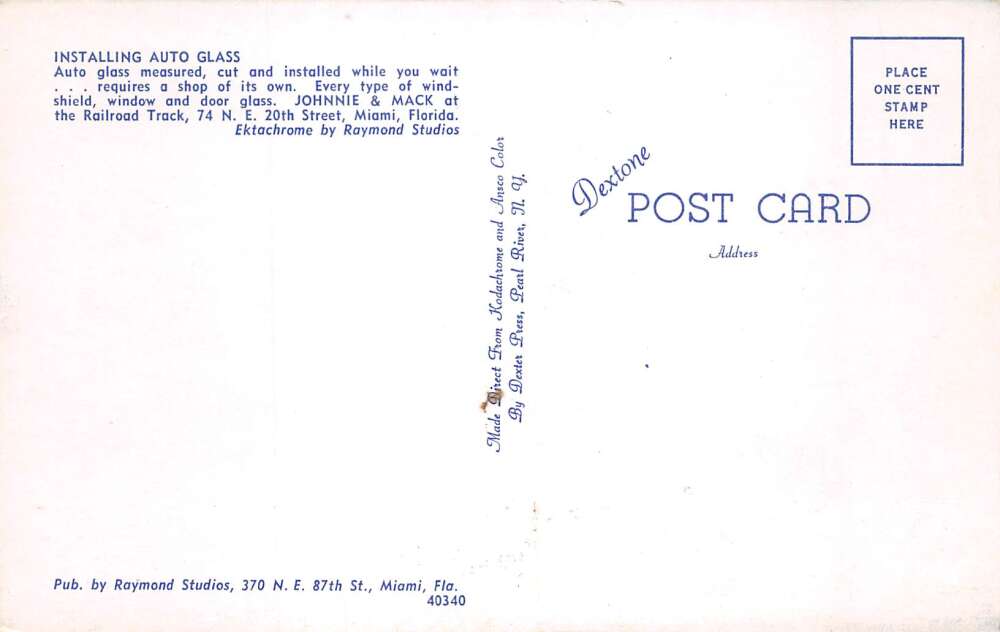 INSTALLING AUTO GLASS
Auto glass measured, cut and installed while you wait
. . . requires a shop of its own. Every type of wind-
shield, window and door glass. JOHNNIE & MACK at
the Railroad Track, 74 N. E. 20th Street, Miami, Florida.
Ektachrome by Raymond Studios
Pub. by Raymond Studios, 370 N. E. 87th St., Miami, Fla.
40340
Made Direct From Kodachrome and Ansco Color
By Dexter Press, Pearl River, N. Y.
Dextone
POST CARD
Address
PLACE
ONE CENT
STAMP
HERE